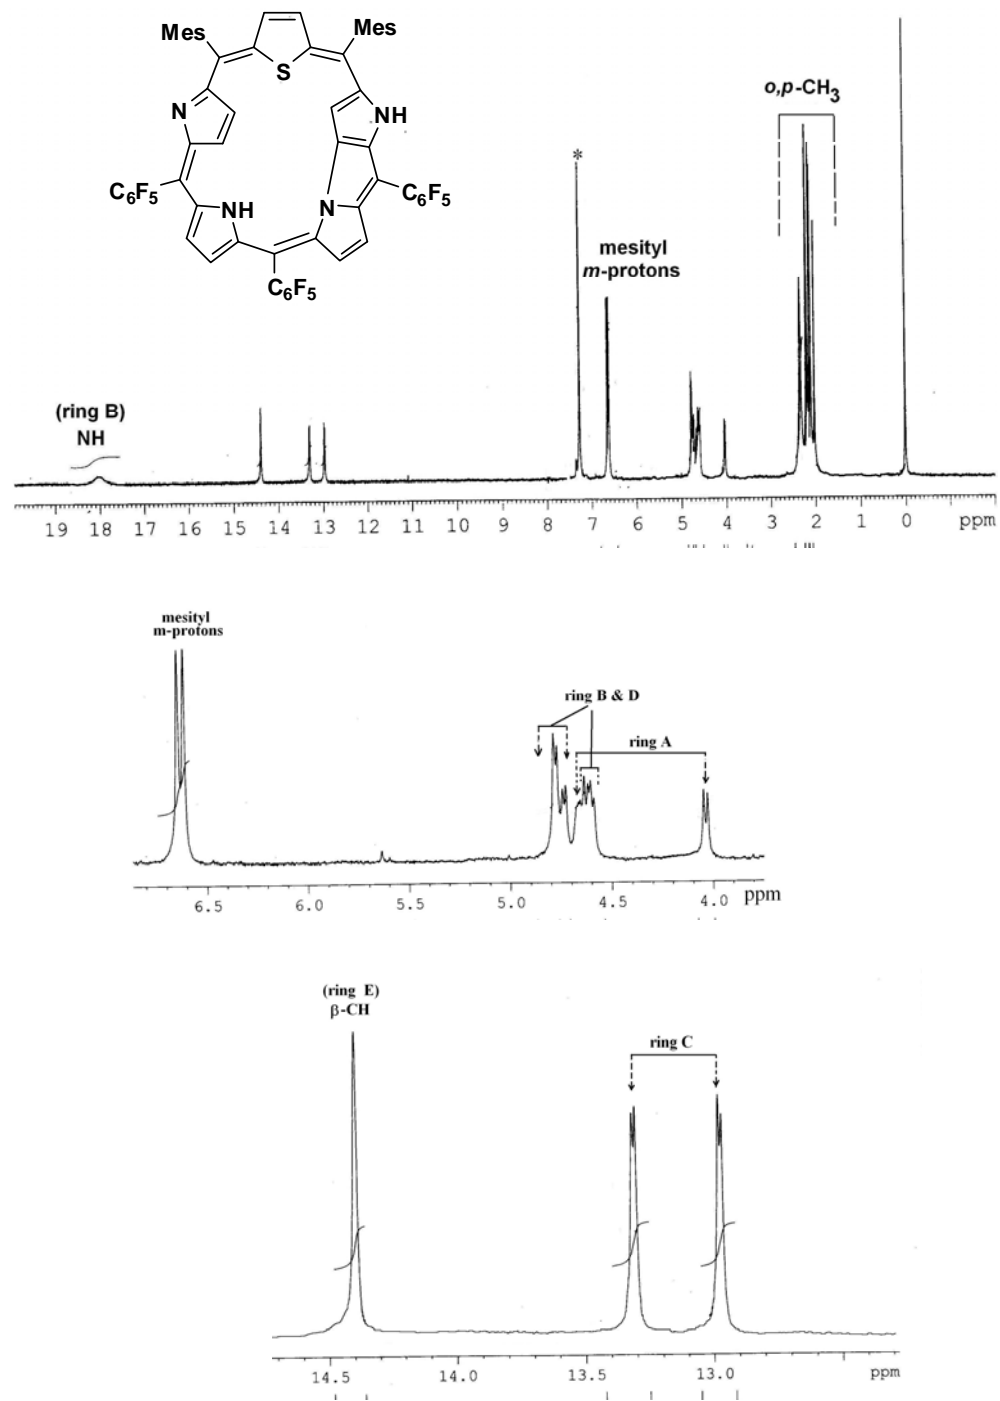 Mes
Mes
S
N
NH
C6F5
NH
N
C6F5
C6F5
*
o,p-CH3
mesityl
m-protons
(ring B)
NH
19 18 17 16 15 14 13 12 11 10 9 8 7 6 5 4 3 2 1 0 ppm
mesityl
m-protons
ring B & D
ring A
6.5 6.0 5.5 5.0 4.5 4.0 ppm
(ring E)
β-CH
ring C
14.5 14.0 13.5 13.0 ppm